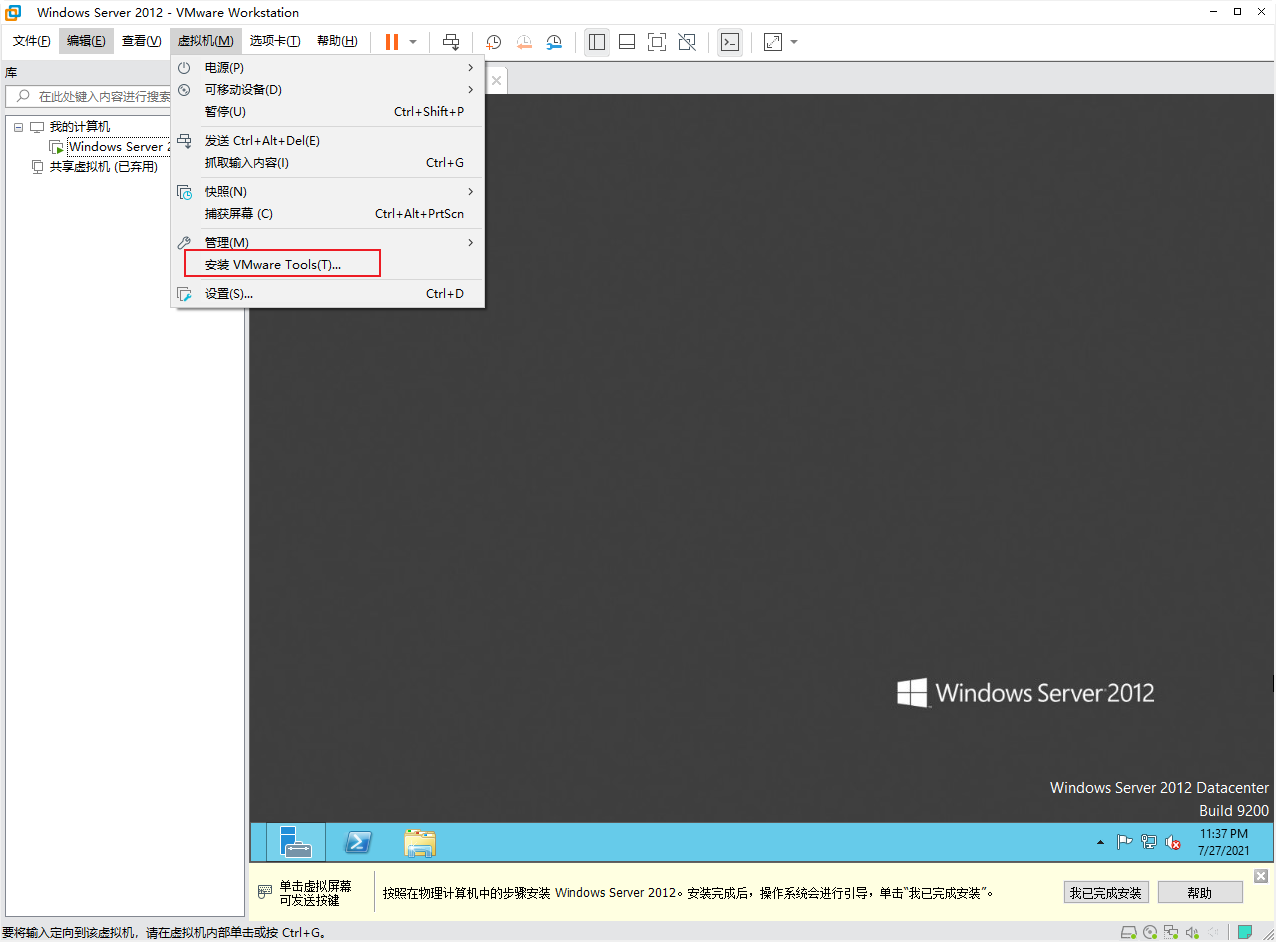 Windows Server 2012 - VMware Workstation
文件(F) 编辑(E) 查看(V) 虚拟机(M) 选项卡(T) 帮助(H)
库
在此处键入内容进行搜索
我的计算机
Windows Server 2
共享虚拟机 (已弃用)
电源(P)
可移动设备(D)
暂停(U) Ctrl+Shift+P
发送 Ctrl+Alt+Del(E)
抓取输入内容(I) Ctrl+G
快照(N)
捕获屏幕 (C) Ctrl+Alt+PrtScn
管理(M)
安装 VMware Tools(T)...
设置(S)... Ctrl+D
Windows Server 2012
Windows Server 2012 Datacenter
Build 9200
11:37 PM
7/27/2021
单击虚拟屏幕
可发送按键
按照在物理计算机中的步骤安装 Windows Server 2012。安装完成后，操作系统会进行引导，单击“我已完成安装”。
我已完成安装
帮助
要将输入定向到该虚拟机，请在虚拟机内部单击或按 Ctrl+G。